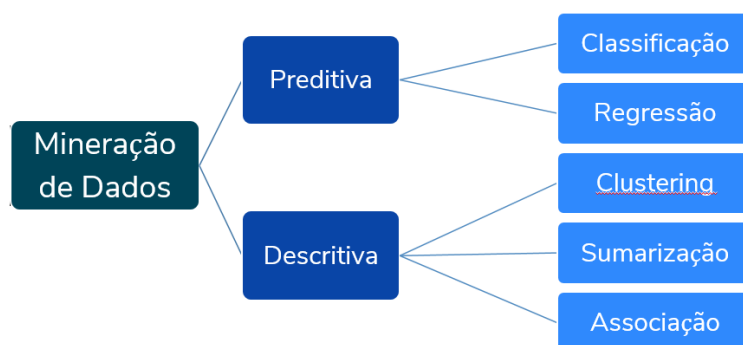 Mineração
de Dados
Preditiva
Classificação
Regressão
Descritiva
Clustering
Sumarização
Associação